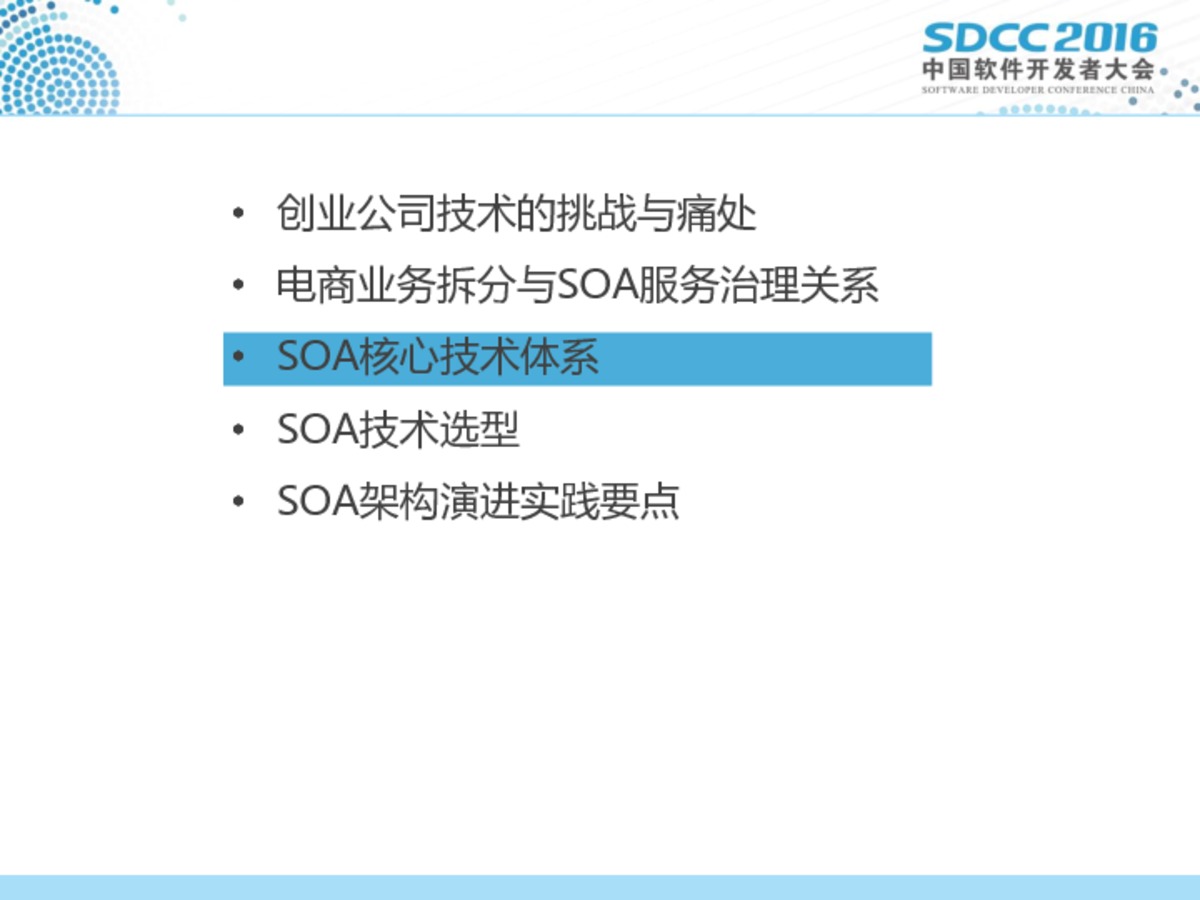 SDCC 2016
中国软件开发者大会
SOFTWARE DEVELOPER CONFERENCE CHINA
• 创业公司技术的挑战与痛处
• 电商业务拆分与SOA服务治理关系
• SOA核心技术体系
• SOA技术选型
• SOA架构演进实践要点